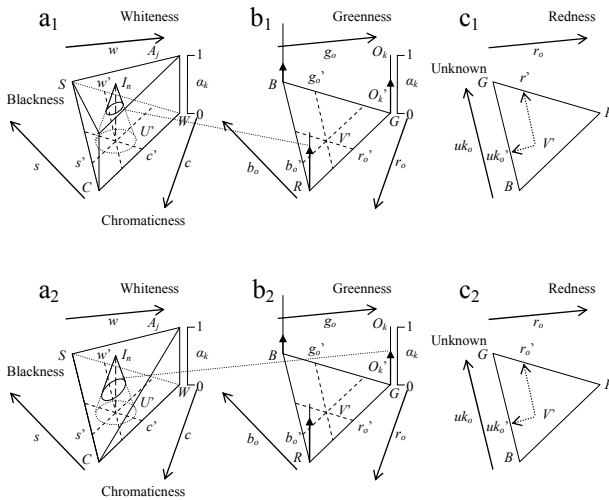 a1
b1
c1
Whiteness
w
Aj
1
αk
0
S
w'
In
Blackness
U'
W
s
s'
c'
c
C
Chromaticness
Greenness
go
Ok
1
αk
0
B
go'
Ok'
V'
G
bo
bo'
ro'
ro
R
Redness
ro
Unknown
G
r'
R
uko
uko'
V'
B
a2
b2
c2
Whiteness
w
Aj
1
αk
0
S
w'
In
Blackness
U'
W
s
s'
c'
c
C
Chromaticness
Greenness
go
Ok
1
αk
0
B
go'
Ok'
V'
G
bo
bo'
ro'
ro
R
Redness
ro
Unknown
G
ro'
R
uko
uko'
V'
B